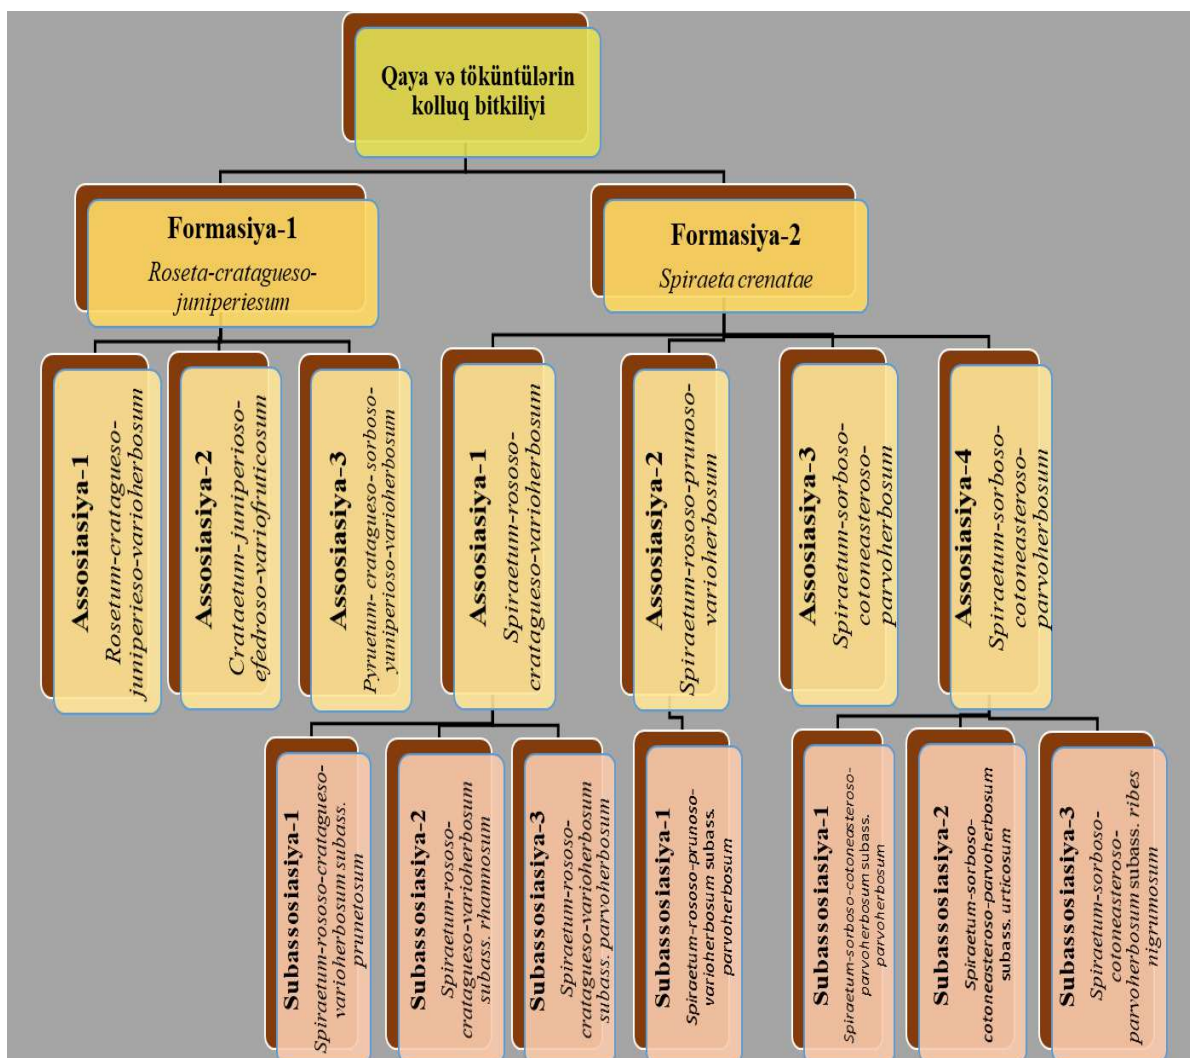 Qaya və töküntülərin
kolluq bitkiliyi
Formasiya-1
Roseta-cratagueso-
juniperiesum
Formasiya-2
Spiraeta crenatae
Assosiasiya-1
Rosetum-cratagueso-
juniperieso-varioherbosum
Assosiasiya-2
Crataetum- juniperioso-
efedroso-variofruticosum
Assosiasiya-3
Pyruetum- cratagueso- sorboso-
yuniperioso-varioherbosum
Assosiasiya-1
Spiraetum-rososo-
cratagueso-varioherbosum
Assosiasiya-2
Spiraetum-rososo-prunoso-
varioherbosum
Assosiasiya-3
Spiraetum-sorboso-
cotoneasteroso-
parvoherbosum
Assosiasiya-4
Spiraetum-sorboso-
cotoneasteroso-
parvoherbosum
Subassosiasiya-1
Spiraetum-rososo-cratagueso-
varioherbosum subass.
prunetosum
Subassosiasiya-2
Spiraetum-rososo-
cratagueso-varioherbosum
subass. rhamnosum
Subassosiasiya-3
Spiraetum-rososo-
cratagueso-varioherbosum
subass. parvoherbosum
Subassosiasiya-1
Spiraetum-rososo-prunoso-
varioherbosum subass.
parvoherbosum
Subassosiasiya-1
Spiraetum-sorboso-cotoneasteroso-
parvoherbosum subass.
parvoherbosum
Subassosiasiya-2
Spiraetum-sorboso-
cotoneasteroso-parvoherbosum
subass. urticosum
Subassosiasiya-3
Spiraetum-sorboso-
cotoneasteroso-
parvoherbosum subass. ribes
nigrumosum